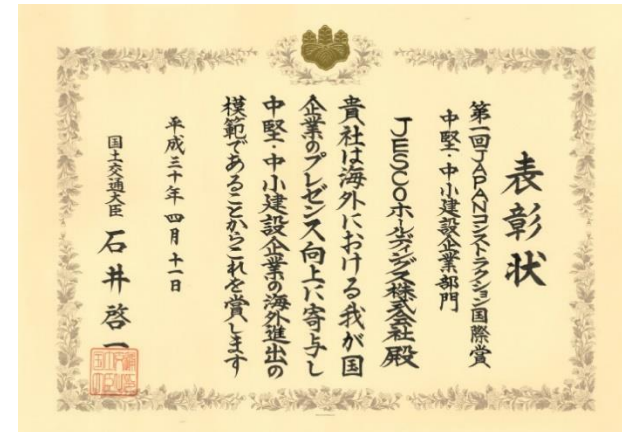 表彰状
第一回JAPANコンストラクション国際賞
中堅・中小建設企業部門
JESCOホールディングス株式会社 殿
貴社は海外における我が国
企業のプレゼンス向上に寄与し
中堅・中小建設企業の海外進出の
模範であることからこれを賞します
平成三十年四月十一日
国土交通大臣 石井啓一